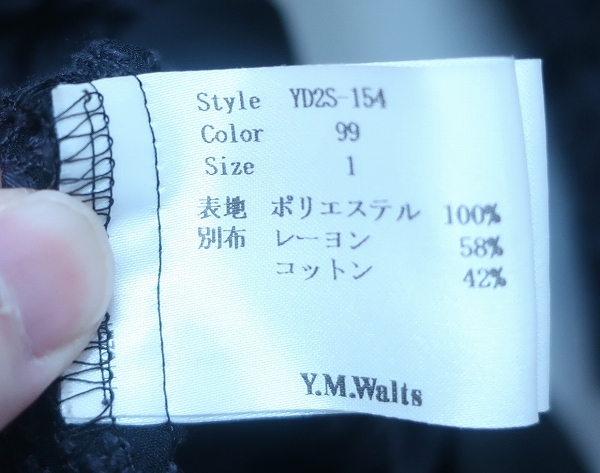 Style YD2S-154
Color 99
Size 1
表地 ポリエステル 100%
別布 レーヨン 58%
コットン 42%
Y.M.Walts